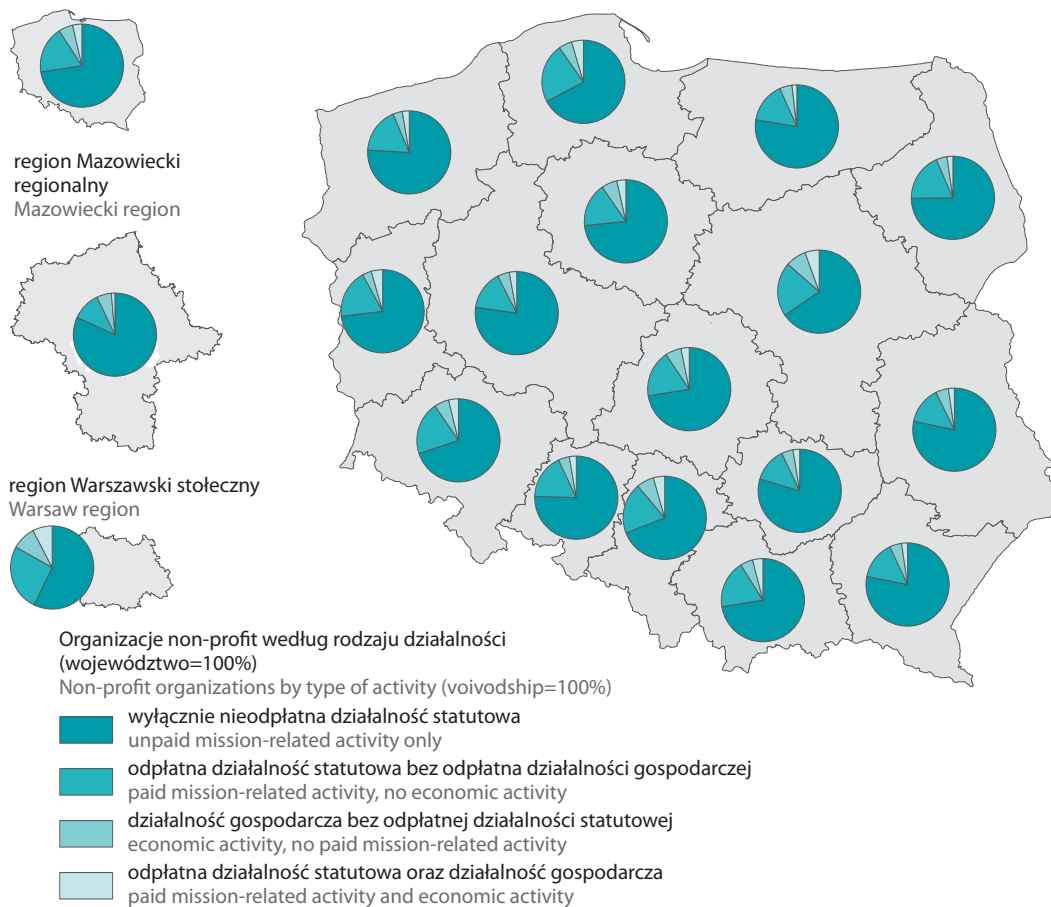 region Mazowiecki
regionalny
Mazowiecki region
region Warszawski stołeczny
Warsaw region
Organizacje non-profit według rodzaju działalności
(województwo=100%)
Non-profit organizations by type of activity (voivodship=100%)
wyłącznie nieodpłatna działalność statutowa
unpaid mission-related activity only
odpłatna działalność statutowa bez odpłatna działalności gospodarczej
paid mission-related activity, no economic activity
działalność gospodarcza bez odpłatnej działalności statutowej
economic activity, no paid mission-related activity
odpłatna działalność statutowa oraz działalność gospodarcza
paid mission-related activity and economic activity